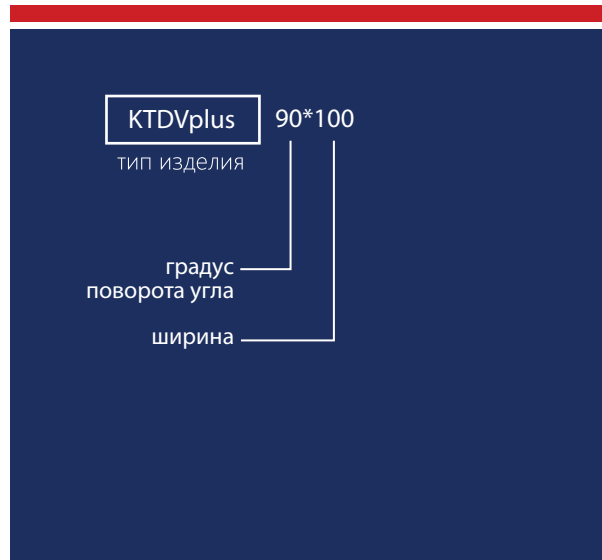 KTDVplus 90*100
тип изделия
градус
поворота угла
ширина